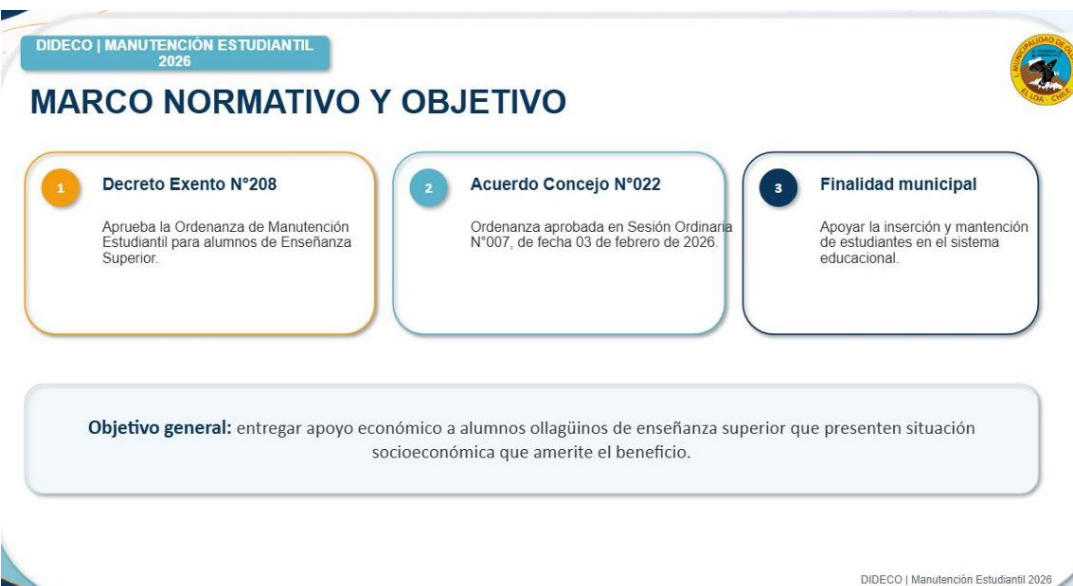 DIDECO | MANUTENCIÓN ESTUDIANTIL
2026
MARCO NORMATIVO Y OBJETIVO
1
Decreto Exento N°208
Aprueba la Ordenanza de Manutención
Estudiantil para alumnos de Enseñanza
Superior.
2
Acuerdo Concejo N°022
Ordenanza aprobada en Sesión Ordinaria
N°007, de fecha 03 de febrero de 2026.
3
Finalidad municipal
Apoyar la inserción y mantención
de estudiantes en el sistema
educacional.
Objetivo general: entregar apoyo económico a alumnos ollagüinos de enseñanza superior que presenten situación
socioeconómica que amerite el beneficio.
EL LOA - CHILE
DIDECO | Manutención Estudiantil 2026